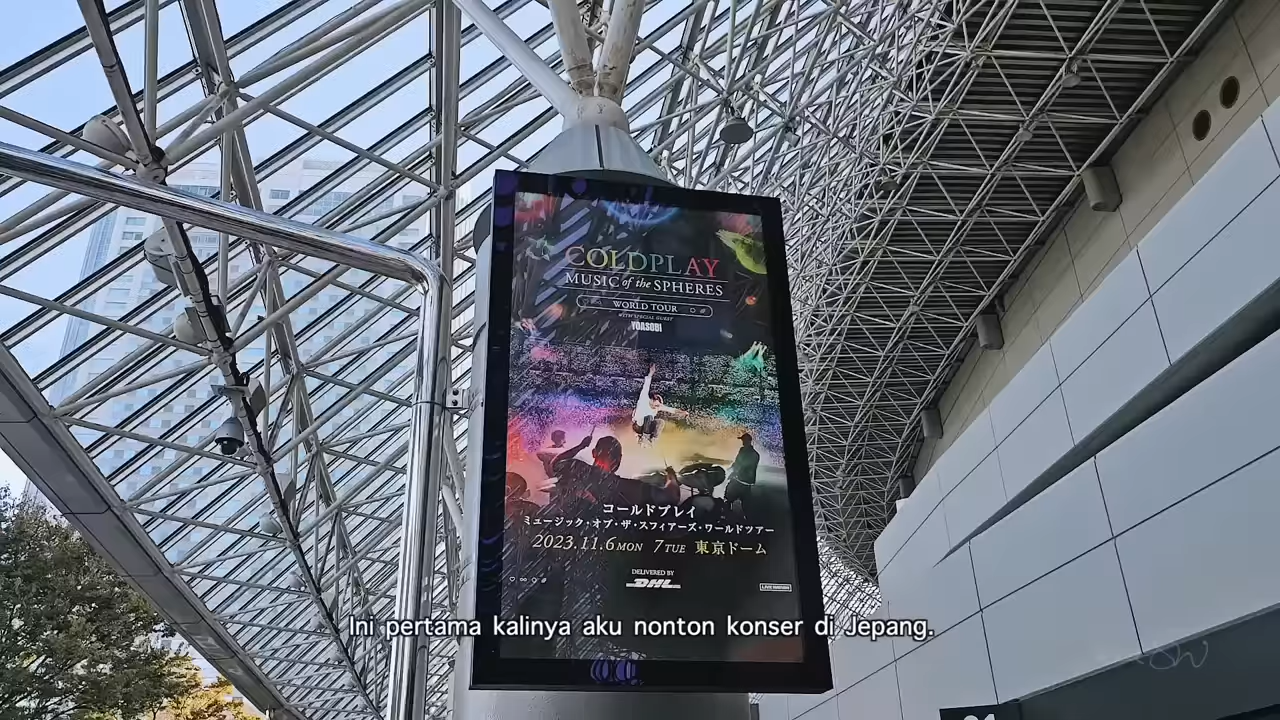 COLDPLAY
MUSIC of the SPHERES
WORLD TOUR
WITH SPECIAL GUEST
YOASOBI
コールドプレイ
ミュージック・オブ・ザ・スフィアーズ・ワールドツアー
2023.11.6 MON 7 TUE 東京ドーム
DELIVERED BY
DHL
LIVE NATION
Ini pertama kalinya aku nonton konser di Jepang.